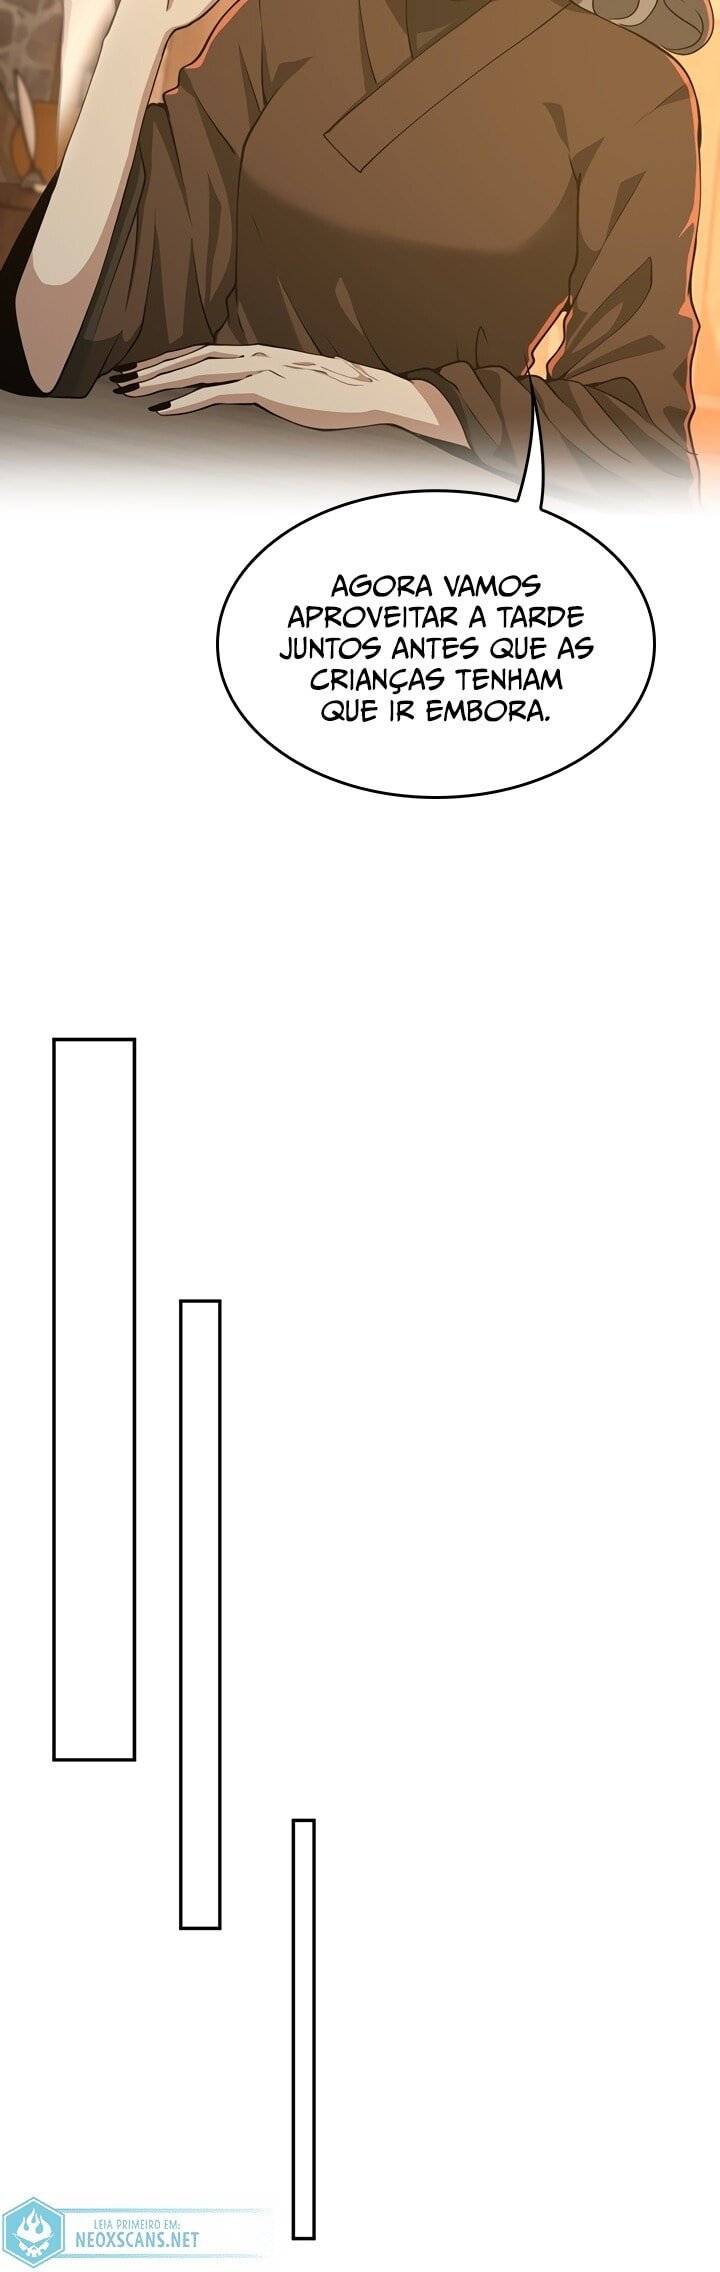 AGORA VAMOS
APROVEITAR A TARDE
JUNTOS ANTES QUE AS
CRIANÇAS TENHAM
QUE IR EMBORA.
LEIA PRIMEIRO EM:
NEOXSCANS.NET